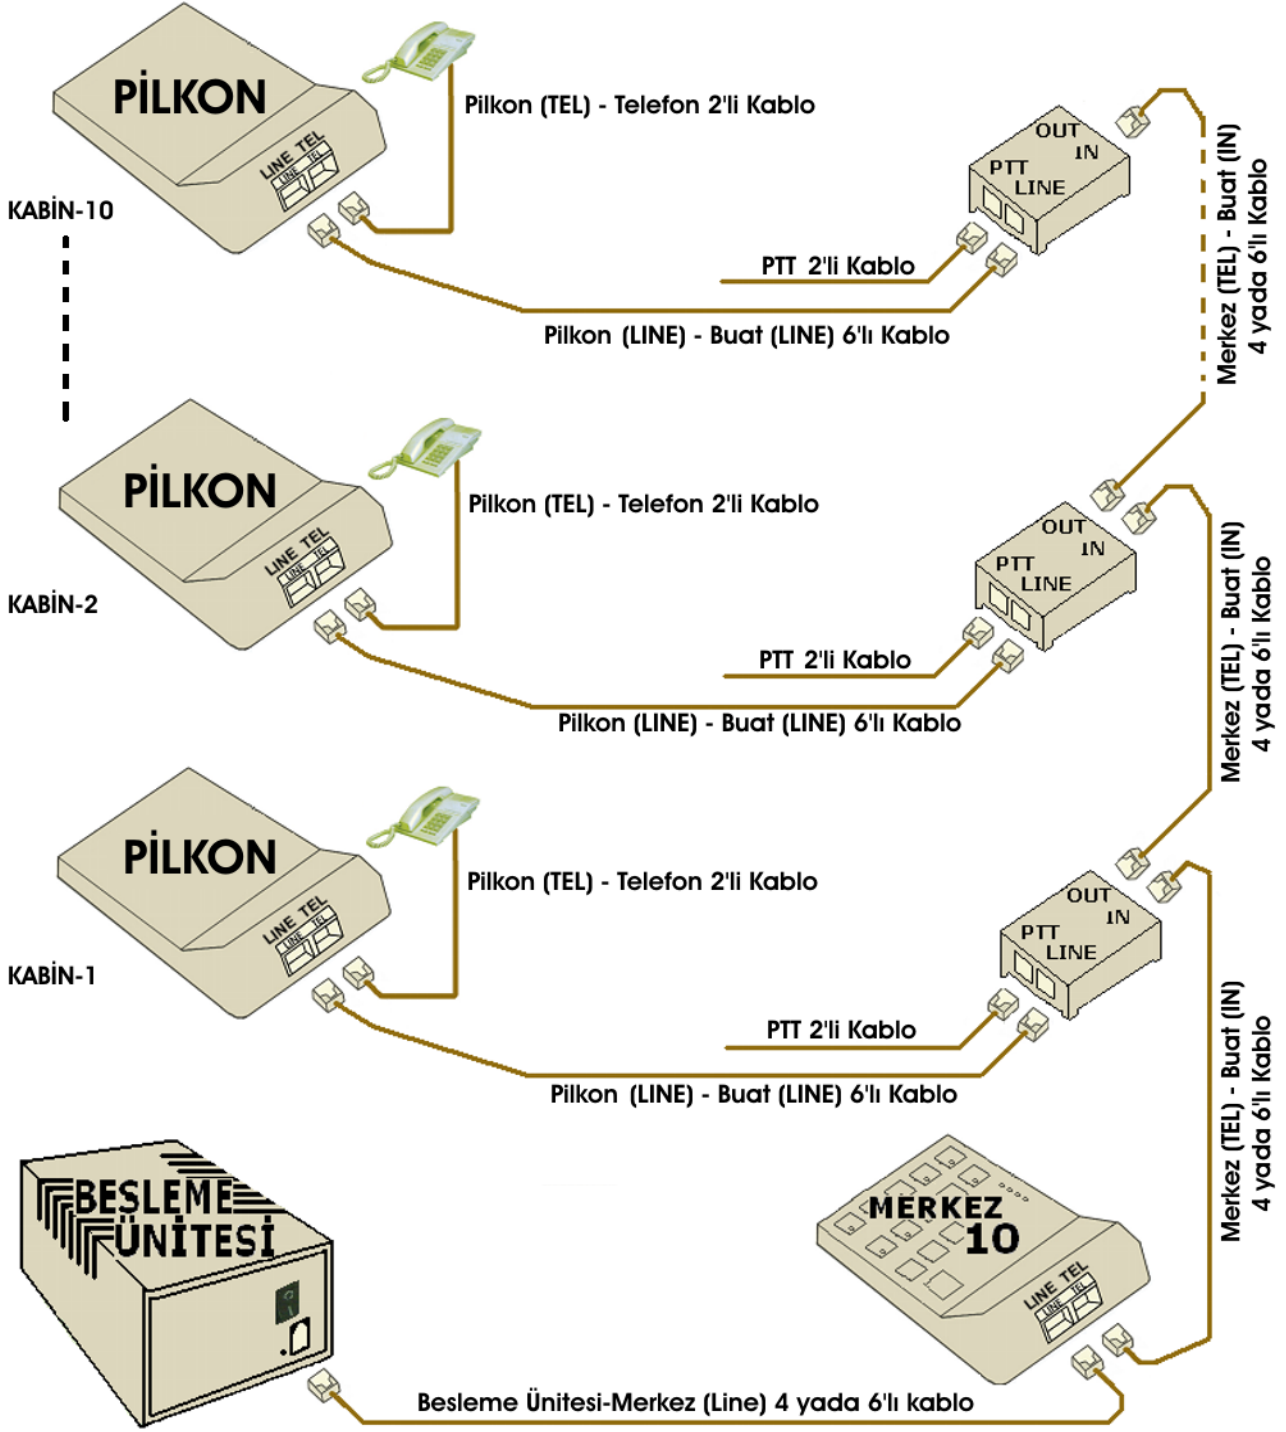 PİLKON
LINE TEL
LINE TEL
Pilkon (TEL) - Telefon 2'li Kablo
OUT
IN
PTT
LINE
KABİN-10
PTT 2'li Kablo
Pilkon (LINE) - Buat (LINE) 6'lı Kablo
Merkez (TEL) - Buat (IN)
4 yada 6'lı Kablo
PİLKON
LINE TEL
LINE TEL
Pilkon (TEL) - Telefon 2'li Kablo
OUT
IN
PTT
LINE
KABİN-2
PTT 2'li Kablo
Pilkon (LINE) - Buat (LINE) 6'lı Kablo
Merkez (TEL) - Buat (IN)
4 yada 6'lı Kablo
PİLKON
LINE TEL
LINE TEL
Pilkon (TEL) - Telefon 2'li Kablo
OUT
IN
PTT
LINE
KABİN-1
PTT 2'li Kablo
Pilkon (LINE) - Buat (LINE) 6'lı Kablo
Merkez (TEL) - Buat (IN)
4 yada 6'lı Kablo
BESLEME
ÜNİTESİ
MERKEZ
10
LINE TEL
LINE TEL
Besleme Ünitesi-Merkez (Line) 4 yada 6'lı kablo